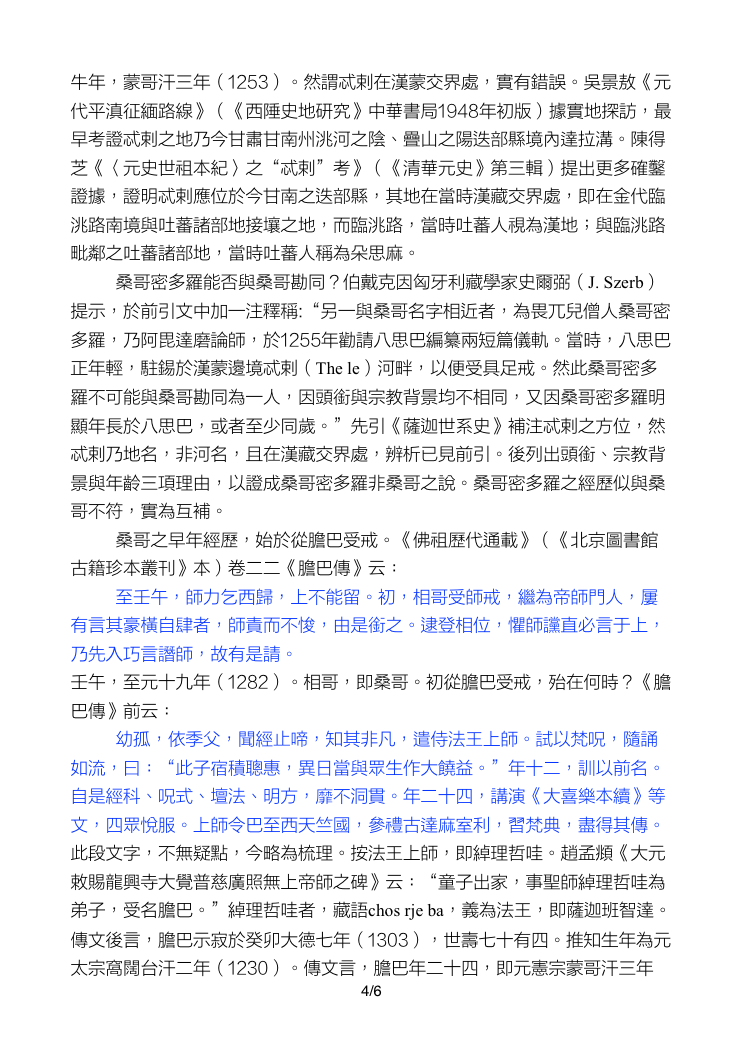 牛年，蒙哥汗三年（1253）。然謂忒剌在漢蒙交界處，實有錯誤。吳景敖《元
代平滇征緬路線》（《西陲史地研究》中華書局1948年初版）據實地探訪，最
早考證忒剌之地乃今甘肅甘南州洮河之陰、疊山之陽迭部縣境內達拉溝。陳得
芝《〈元史世祖本紀〉之“忒剌”考》（《清華元史》第三輯）提出更多確鑿
證據，證明忒剌應位於今甘南之迭部縣，其地在當時漢藏交界處，即在金代臨
洮路南境與吐蕃諸部地接壤之地，而臨洮路，當時吐蕃人視為漢地；與臨洮路
毗鄰之吐蕃諸部地，當時吐蕃人稱為朵思麻。
桑哥密多羅能否與桑哥勘同？伯戴克因匈牙利藏學家史爾弼（J. Szerb）
提示，於前引文中加一注釋稱:“另一與桑哥名字相近者，為畏兀兒僧人桑哥密
多羅，乃阿毘達磨論師，於1255年勸請八思巴編纂兩短篇儀軌。當時，八思巴
正年輕，駐錫於漢蒙邊境忒剌（The le）河畔，以便受具足戒。然此桑哥密多
羅不可能與桑哥勘同為一人，因頭銜與宗教背景均不相同，又因桑哥密多羅明
顯年長於八思巴，或者至少同歲。”先引《薩迦世系史》補注忒剌之方位，然
忒剌乃地名，非河名，且在漢藏交界處，辨析已見前引。後列出頭銜、宗教背
景與年齡三項理由，以證成桑哥密多羅非桑哥之說。桑哥密多羅之經歷似與桑
哥不符，實為互補。
桑哥之早年經歷，始於從膽巴受戒。《佛祖歷代通載》（《北京圖書館
古籍珍本叢刊》本）卷二二《膽巴傳》云：
至壬午，師力乞西歸，上不能留。初，相哥受師戒，繼為帝師門人，屢
有言其豪橫自肆者，師責而不悛，由是銜之。逮登相位，懼師讜直必言于上，
乃先入巧言譖師，故有是請。
壬午，至元十九年（1282）。相哥，即桑哥。初從膽巴受戒，殆在何時？《膽
巴傳》前云：
幼孤，依季父，聞經止啼，知其非凡，遣侍法王上師。試以梵呪，隨誦
如流，曰：“此子宿積聰惠，異日當與眾生作大饒益。”年十二，訓以前名。
自是經科、呪式、壇法、明方，靡不洞貫。年二十四，講演《大喜樂本續》等
文，四眾悅服。上師令巴至西天竺國，參禮古達麻室利，習梵典，盡得其傳。
此段文字，不無疑點，今略為梳理。按法王上師，即綽理哲哇。趙孟頫《大元
敕賜龍興寺大覺普慈廣照無上帝師之碑》云：“童子出家，事聖師綽理哲哇為
弟子，受名膽巴。”綽理哲哇者，藏語chos rje ba，義為法王，即薩迦班智達。
傳文後言，膽巴示寂於癸卯大德七年（1303），世壽七十有四。推知生年為元
太宗窩闊台汗二年（1230）。傳文言，膽巴年二十四，即元憲宗蒙哥汗三年
4/6